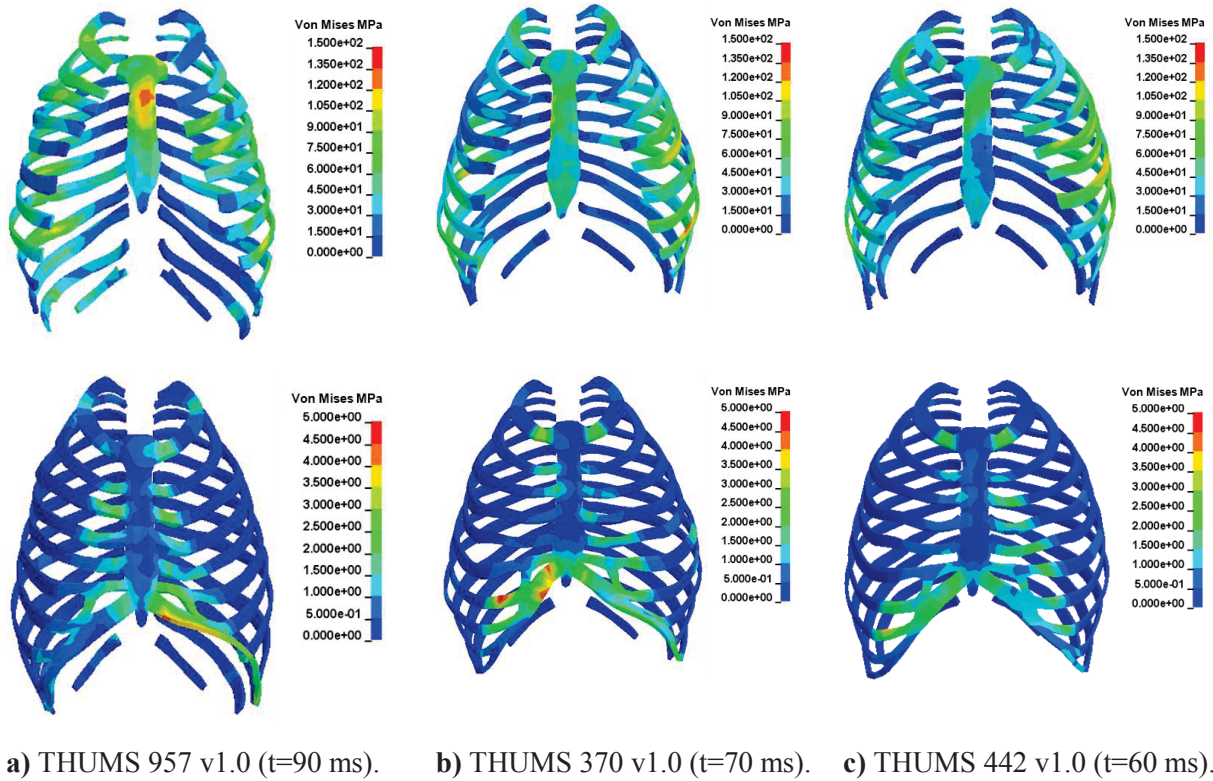 Von Mises MPa
1.500e+02
1.350e+02
1.200e+02
1.050e+02
9.000e+01
7.500e+01
6.000e+01
4.500e+01
3.000e+01
1.500e+01
0.000e+00
Von Mises MPa
1.500e+02
1.350e+02
1.200e+02
1.050e+02
9.000e+01
7.500e+01
6.000e+01
4.500e+01
3.000e+01
1.500e+01
0.000e+00
Von Mises MPa
1.500e+02
1.350e+02
1.200e+02
1.050e+02
9.000e+01
7.500e+01
6.000e+01
4.500e+01
3.000e+01
1.500e+01
0.000e+00
Von Mises MPa
5.000e+00
4.500e+00
4.000e+00
3.500e+00
3.000e+00
2.500e+00
2.000e+00
1.500e+00
1.000e+00
5.000e-01
0.000e+00
Von Mises MPa
5.000e+00
4.500e+00
4.000e+00
3.500e+00
3.000e+00
2.500e+00
2.000e+00
1.500e+00
1.000e+00
5.000e-01
0.000e+00
Von Mises MPa
5.000e+00
4.500e+00
4.000e+00
3.500e+00
3.000e+00
2.500e+00
2.000e+00
1.500e+00
1.000e+00
5.000e-01
0.000e+00
a) THUMS 957 v1.0 (t=90 ms).
b) THUMS 370 v1.0 (t=70 ms).
c) THUMS 442 v1.0 (t=60 ms).